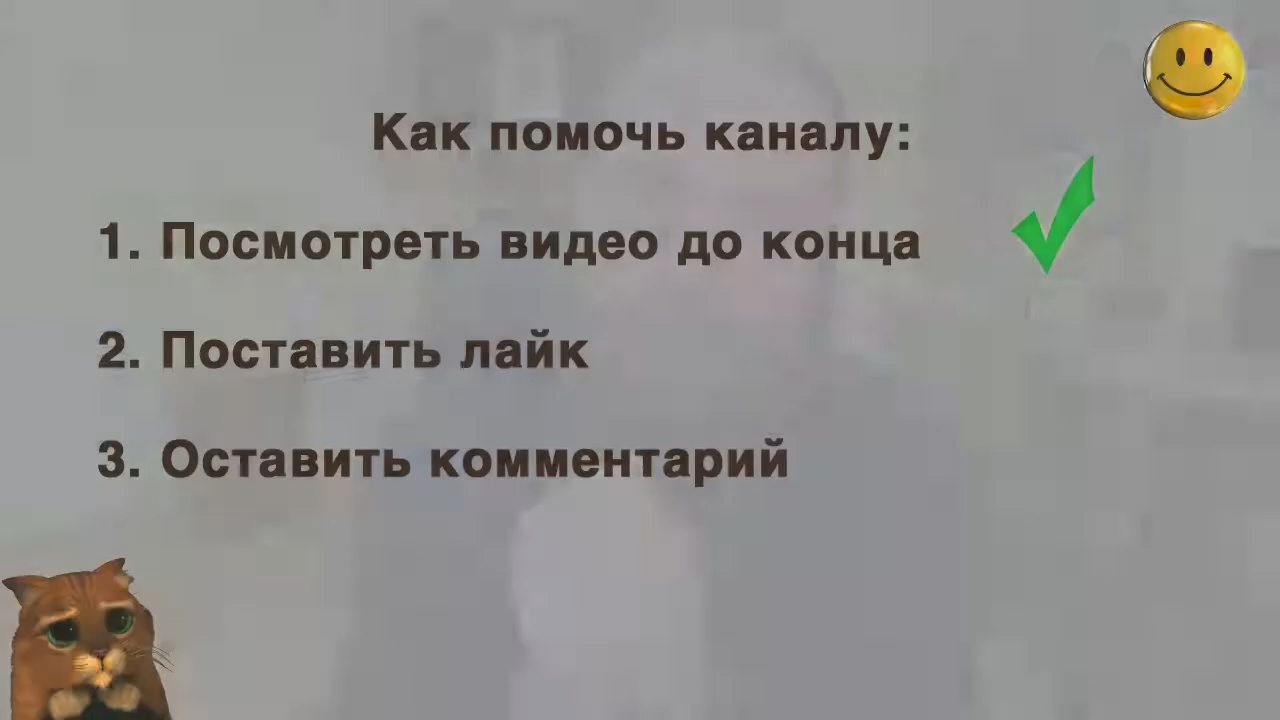 Как помочь каналу:
1. Посмотреть видео до конца
2. Поставить лайк
3. Оставить комментарий